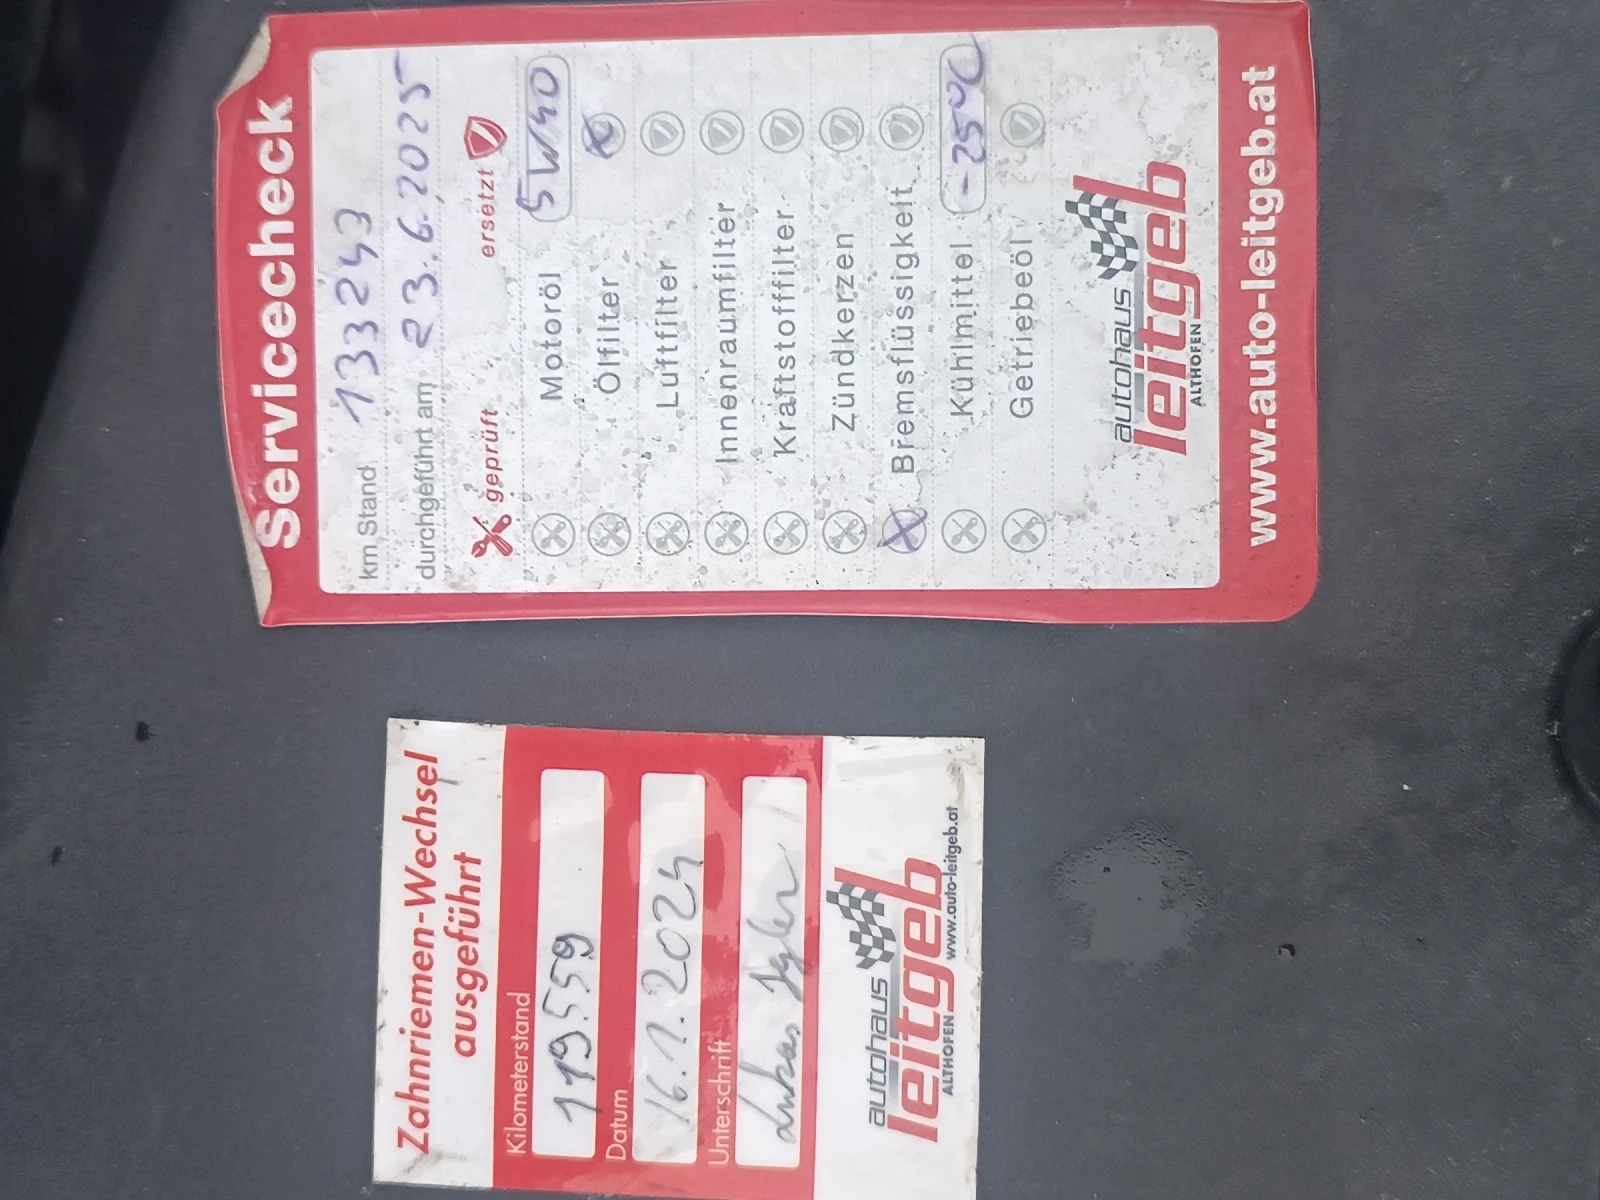 Servicecheck
km Stand 133243
durchgeführt am 23.6.2025
geprüft ersetzt
Motoröl 5W40
Ölfilter
Luftfilter
Innenraumfilter
Kraftstofffilter
Zündkerzen
Bremsflüssigkeit
Kühlmittel -25°C
Getriebeöl
autohaus
leitgeb
ALTHOFEN
www.auto-leitgeb.at
Zahnriemen-Wechsel
ausgeführt
Kilometerstand
119559
Datum
16.1.2024
Unterschrift
Lukas
autohaus
leitgeb
ALTHOFEN www.auto-leitgeb.at